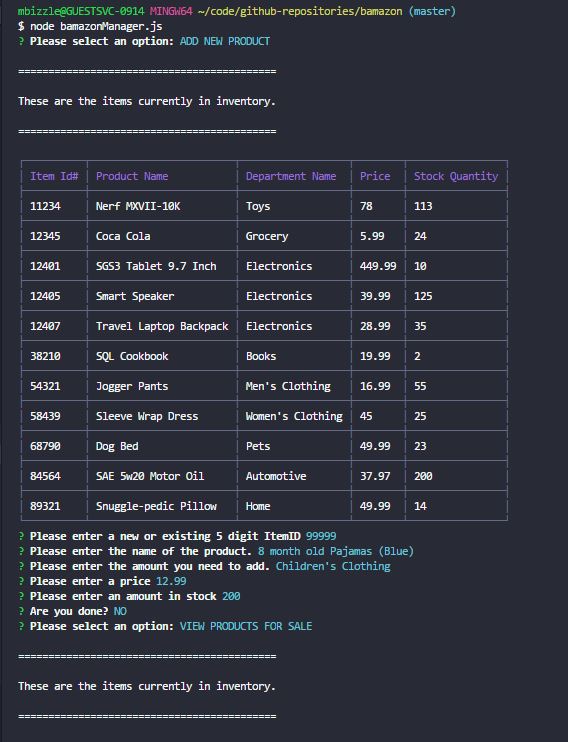 mbizzle@GUESTSVC-0914 MINGW64 ~/code/github-repositories/bamazon (master)
$ node bamazonManager.js
? Please select an option: ADD NEW PRODUCT
===========================================
These are the items currently in inventory.
===========================================
Item Id# Product Name Department Name Price Stock Quantity
11234 Nerf MXVII-10K Toys 78 113
12345 Coca Cola Grocery 5.99 24
12401 SGS3 Tablet 9.7 Inch Electronics 449.99 10
12405 Smart Speaker Electronics 39.99 125
12407 Travel Laptop Backpack Electronics 28.99 35
38210 SQL Cookbook Books 19.99 2
54321 Jogger Pants Men's Clothing 16.99 55
58439 Sleeve Wrap Dress Women's Clothing 45 25
68790 Dog Bed Pets 49.99 23
84564 SAE 5w20 Motor Oil Automotive 37.97 200
89321 Snuggle-pedic Pillow Home 49.99 14
? Please enter a new or existing 5 digit ItemID 99999
? Please enter the name of the product. 8 month old Pajamas (Blue)
? Please enter the amount you need to add. Children's Clothing
? Please enter a price 12.99
? Please enter an amount in stock 200
? Are you done? NO
? Please select an option: VIEW PRODUCTS FOR SALE
===========================================
These are the items currently in inventory.
===========================================